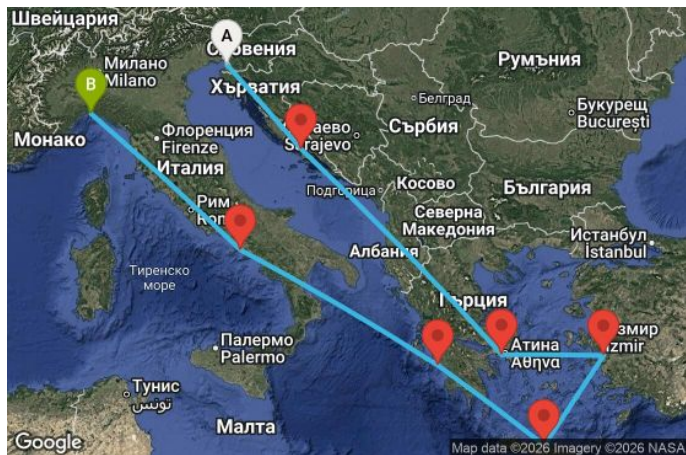 Швейцария
A
Словения
Милано
Milano
Хърватия
Румъния
B
Белград
Букурещ
București
Монако
Флоренция
Firenze
Сърбия
Sarajevo
Италия
Подгорица
Косово
България
Рим
Северна
Македония
Истанбул
İstanbul
Албания
Тиренско
море
Гърция
Палермо
Palermo
Атина
Αθήνα
Измир
İzmir
Тунис
تونس
Малта
Google
Map data ©2026 Imagery ©2026 NASA